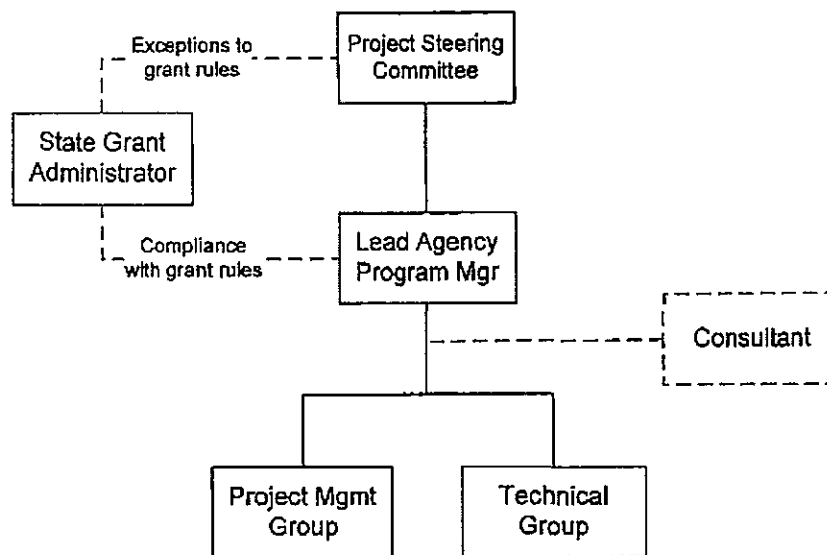 Exceptions to
grant rules
Project Steering
Committee
State Grant
Administrator
Compliance
with grant rules
Lead Agency
Program Mgr
Consultant
Project Mgmt
Group
Technical
Group